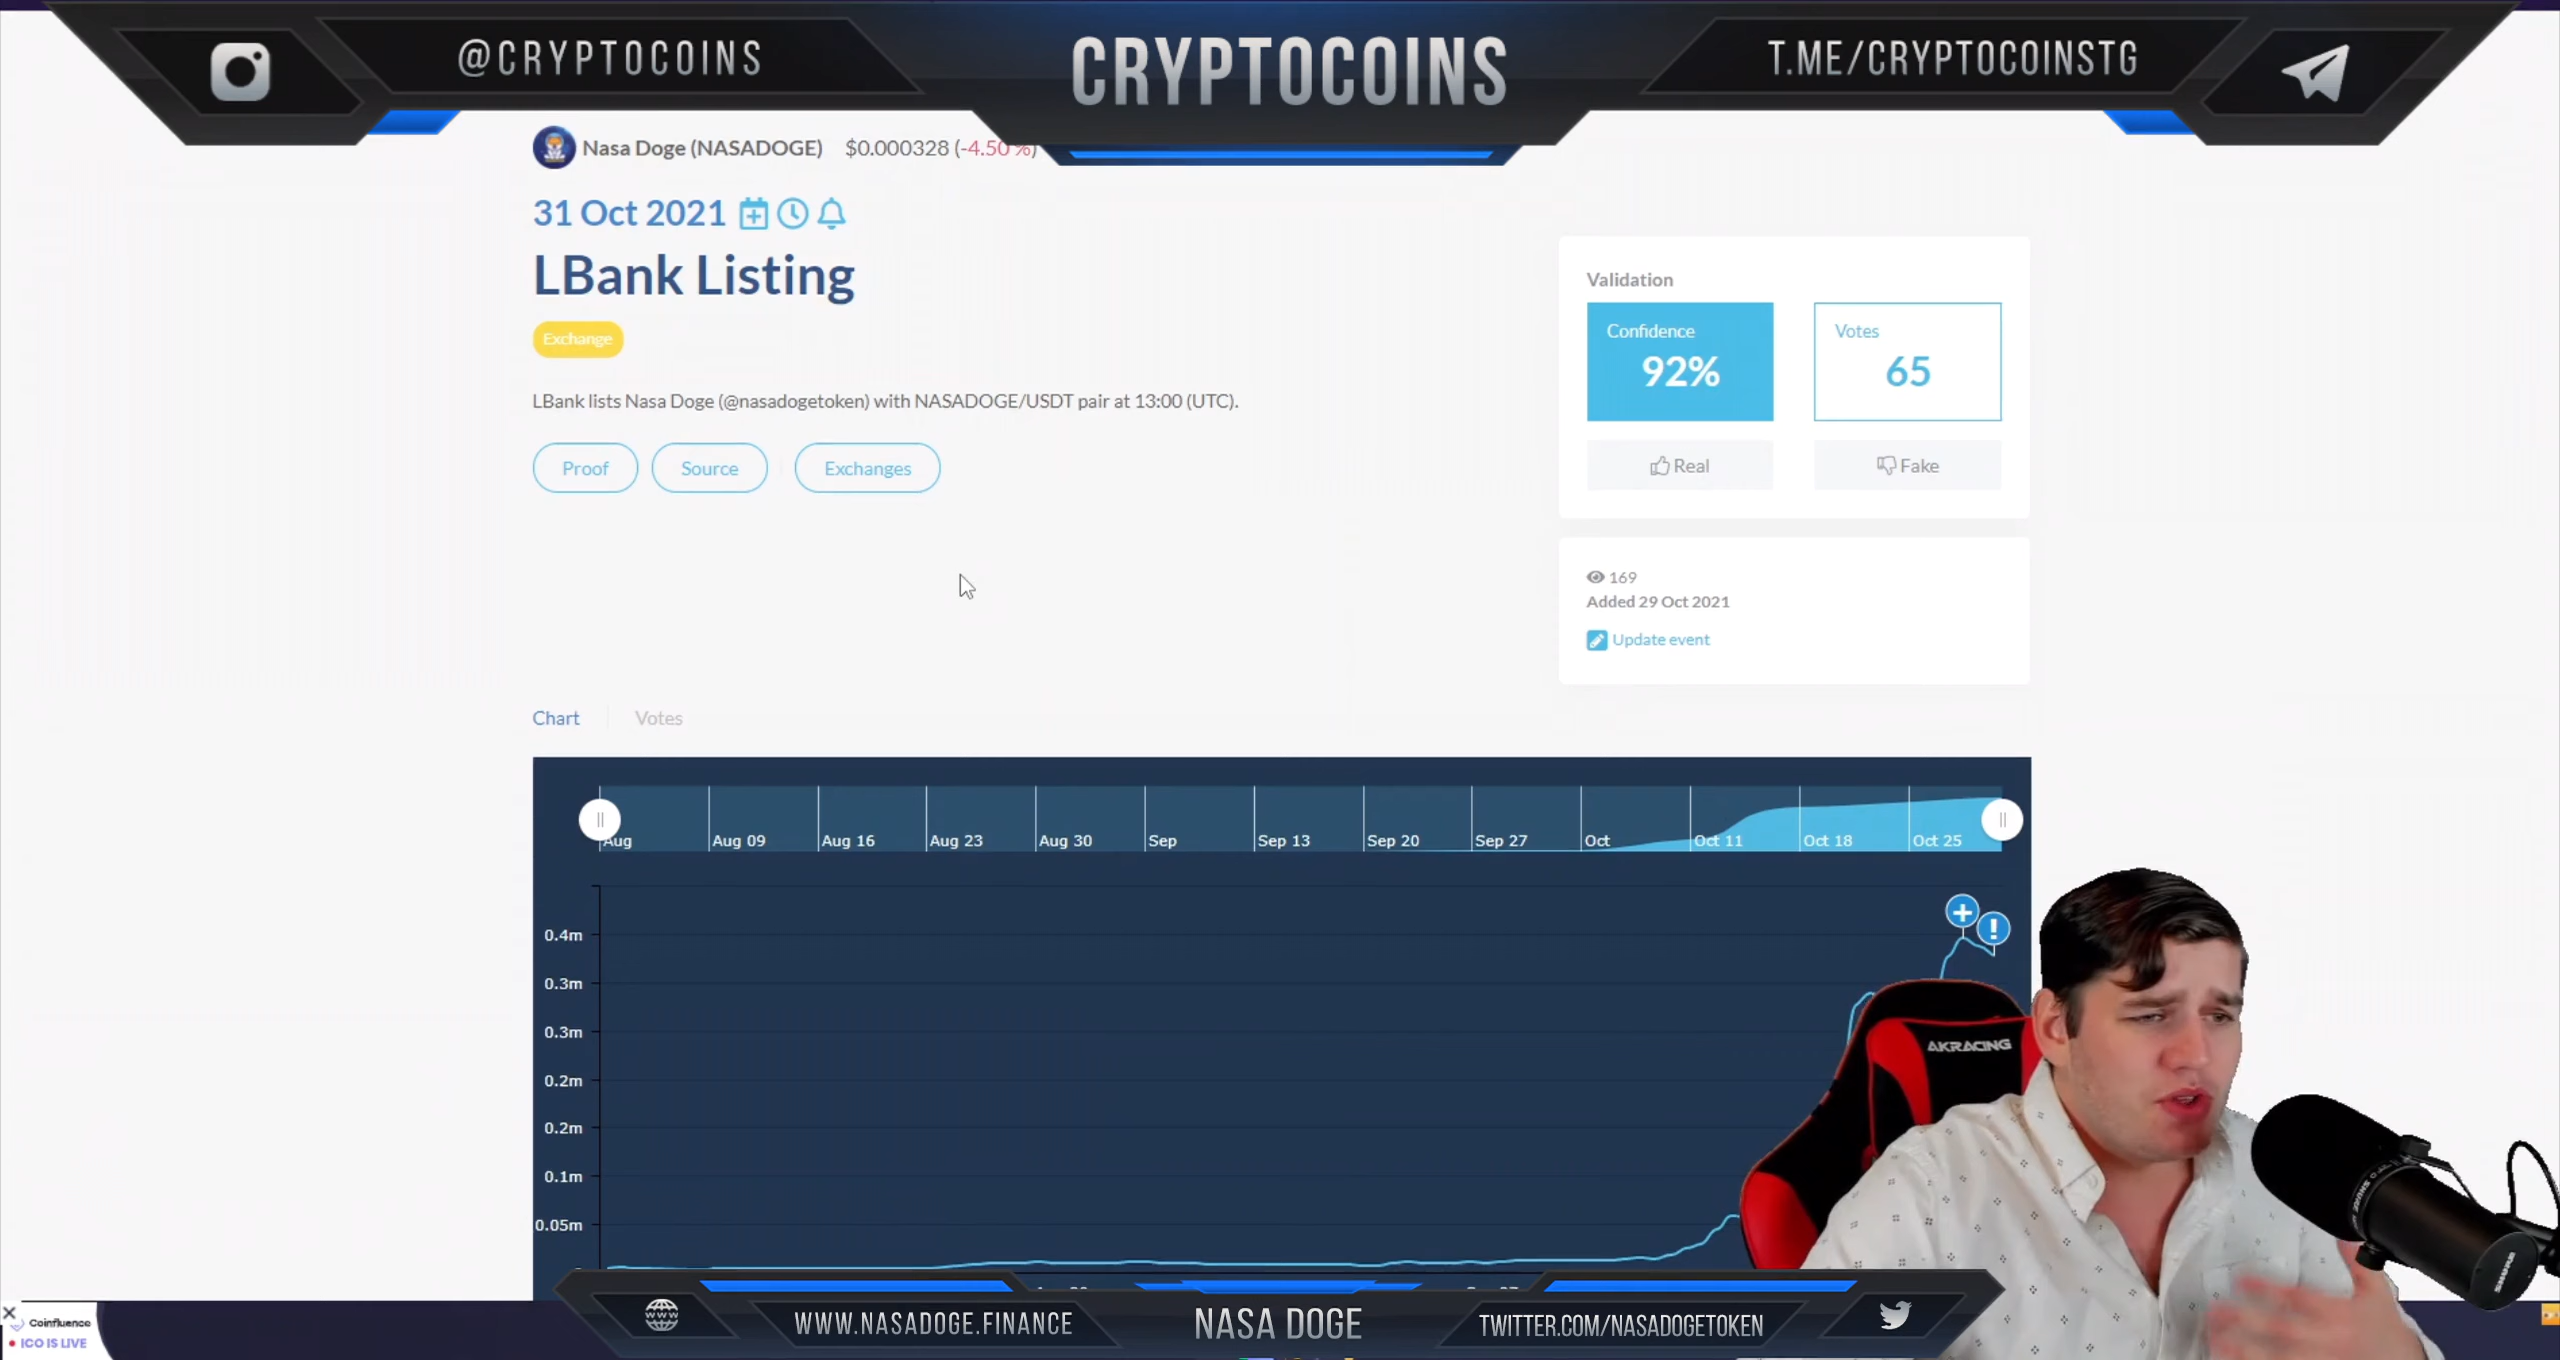 @CRYPTOCOINS
CRYPTOCOINS
T.ME/CRYPTOCOINSTG
Nasa Doge (NASADOGE) $0.000328 (-4.50%)
31 Oct 2021
LBank Listing
Exchange
LBank lists Nasa Doge (@nasadogetoken) with NASADOGE/USDT pair at 13:00 (UTC).
Proof
Source
Exchanges
Validation
Confidence
92%
Votes
65
Real
Fake
169
Added 29 Oct 2021
Update event
Chart
Votes
Aug
Aug 09
Aug 16
Aug 23
Aug 30
Sep
Sep 13
Sep 20
Sep 27
Oct
Oct 11
Oct 18
Oct 25
0.4m
0.3m
0.3m
0.2m
0.2m
0.1m
0.05m
AKRACING
SHURE
SHURE
Coinfluence
ICO IS LIVE
WWW
WWW.NASADOGE.FINANCE
NASA DOGE
TWITTER.COM/NASADOGETOKEN